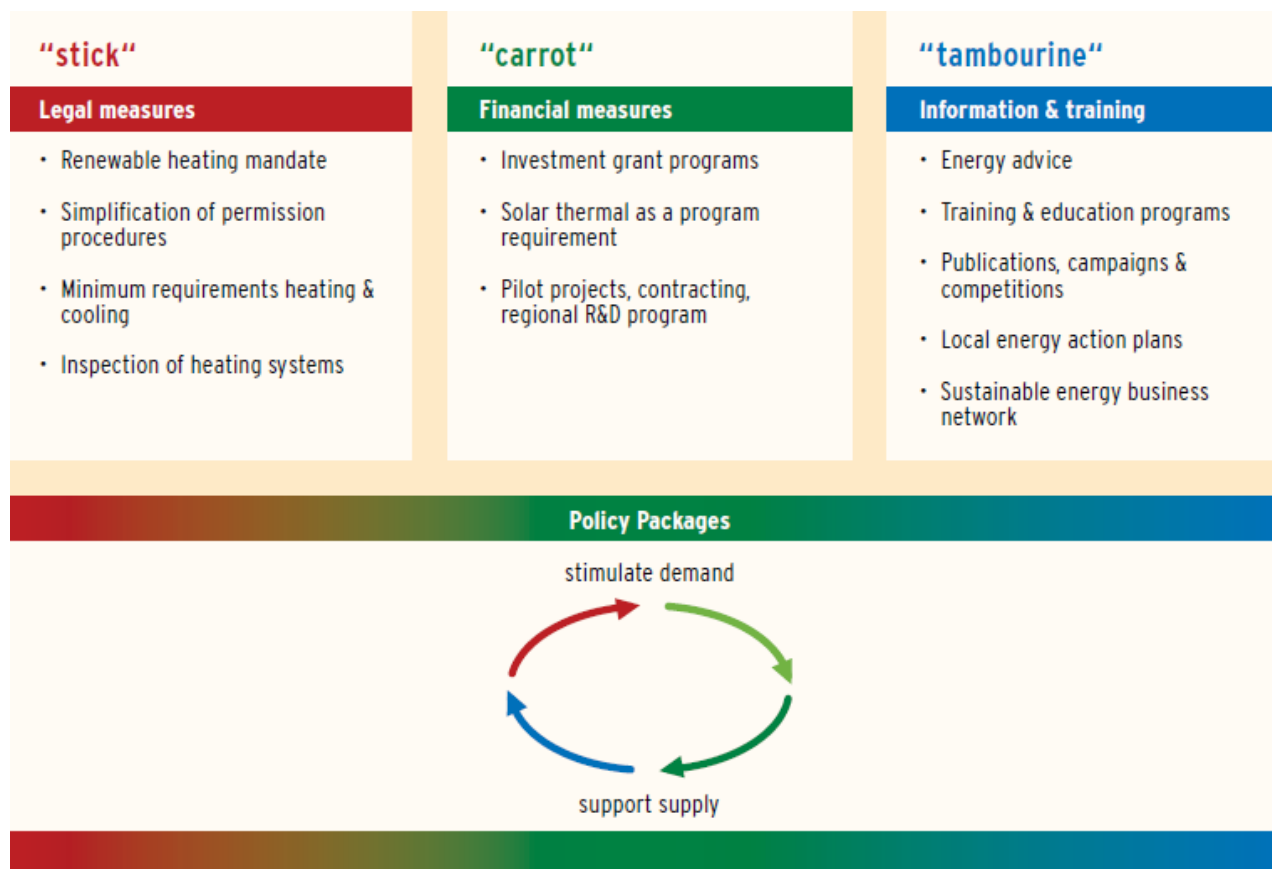 “stick“
Legal measures
• Renewable heating mandate
• Simplification of permission
procedures
• Minimum requirements heating &
cooling
• Inspection of heating systems
“carrot“
Financial measures
• Investment grant programs
• Solar thermal as a program
requirement
• Pilot projects, contracting,
regional R&D program
“tambourine“
Information & training
• Energy advice
• Training & education programs
• Publications, campaigns &
competitions
• Local energy action plans
• Sustainable energy business
network
Policy Packages
stimulate demand
support supply